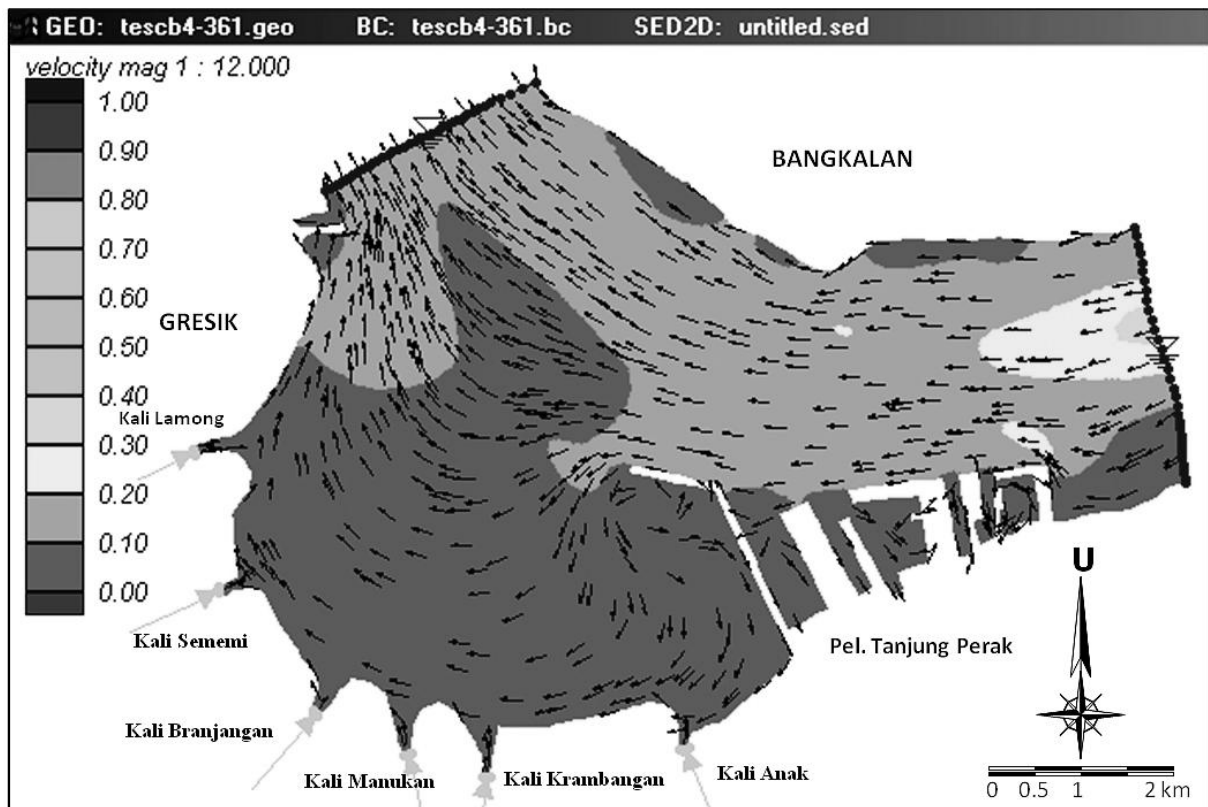 GEO: tescb4-361.geo BC: tescb4-361.bc SED2D: untitled.sed
velocity mag 1 : 12.000
1.00
0.90
0.80
0.70
0.60
0.50
0.40
0.30
0.20
0.10
0.00
BANGKALAN
GRESIK
Kali Lamong
Kali Sememi
Kali Branjangan
Kali Manukan
Kali Krambangan
Kali Anak
Pel. Tanjung Perak
U
0 0.5 1 2 km